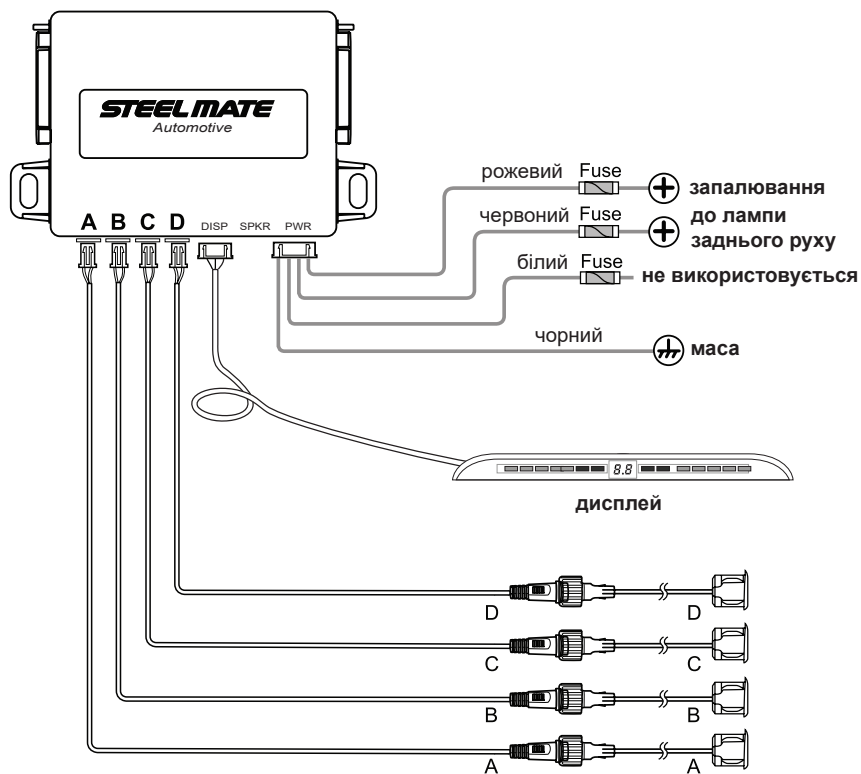 STEEL MATE
Automotive
A B C D DISP SPKR PWR
рожевий Fuse запалювання
червоний Fuse до лампи
заднього руху
білий Fuse не використовується
чорний маса
8.8
дисплей
D D
C C
B B
A A